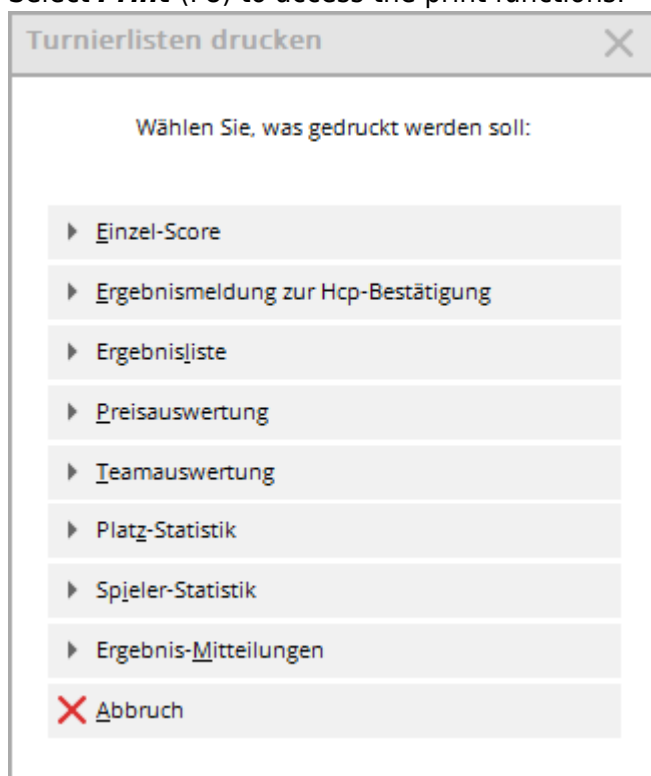 Select Print (F8) to access the print functions.
Turnierlisten drucken
Wählen Sie, was gedruckt werden soll:
Einzel-Score
Ergebnismeldung zur Hcp-Bestätigung
Ergebnisliste
Preisauswertung
Teamauswertung
Platz-Statistik
Spieler-Statistik
Ergebnis-Mitteilungen
Abbruch